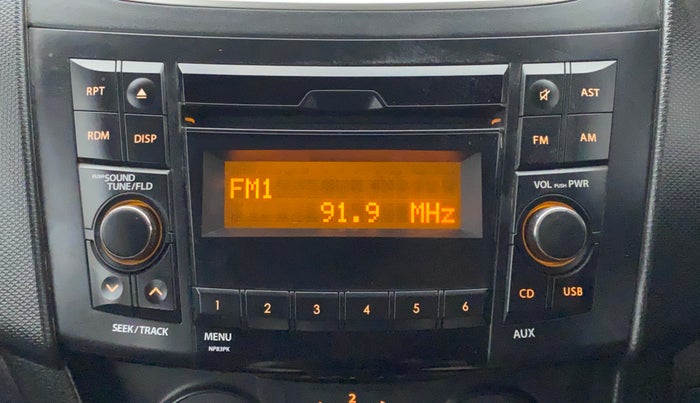 RPT
RDM
DISP
PUSH SOUND
TUNE/FLD
SEEK/TRACK
FM1
91.9 MHz
1 2 3 4 5 6
MENU
NP83PK
AST
FM
AM
VOL PUSH PWR
CD
USB
AUX
2